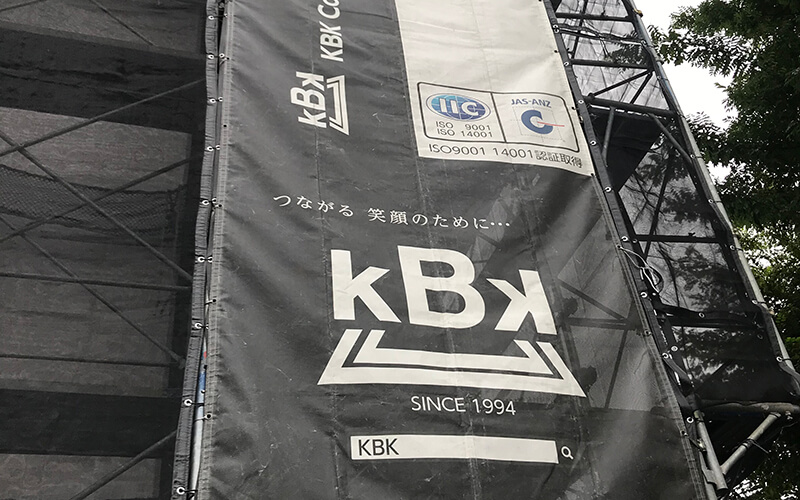 KBK
KBK
IIC
ISO 9001
ISO 14001
JAS-ANZ
ISO9001 14001認証取得
つながる 笑顔のために…
KBK
SINCE 1994
KBK